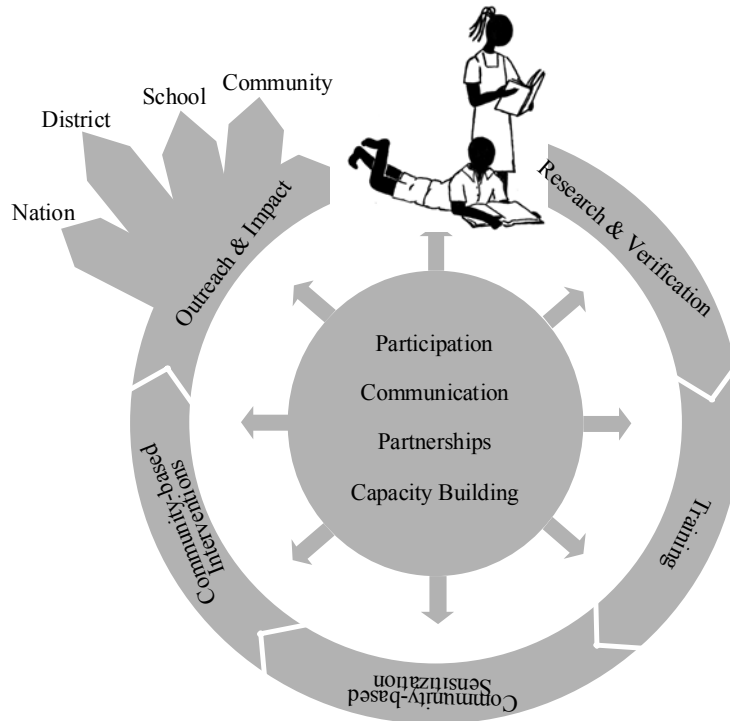 Community
School
District
Nation
Outreach & Impact
Research & Verification
Participation
Communication
Partnerships
Capacity Building
Training
Community-based
Sensitization
Community-based
Interventions